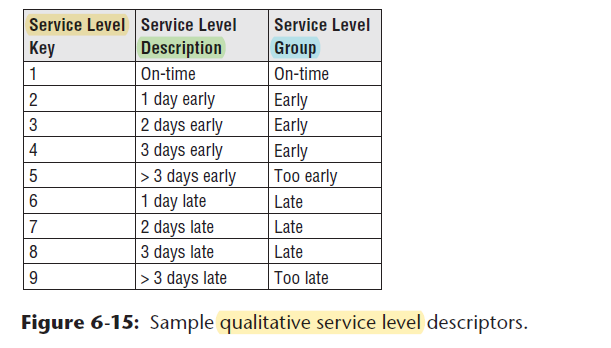 Service Level Key Service Level Description Service Level Group
1 On-time On-time
2 1 day early Early
3 2 days early Early
4 3 days early Early
5 > 3 days early Too early
6 1 day late Late
7 2 days late Late
8 3 days late Late
9 > 3 days late Too late
Figure 6-15: Sample qualitative service level descriptors.